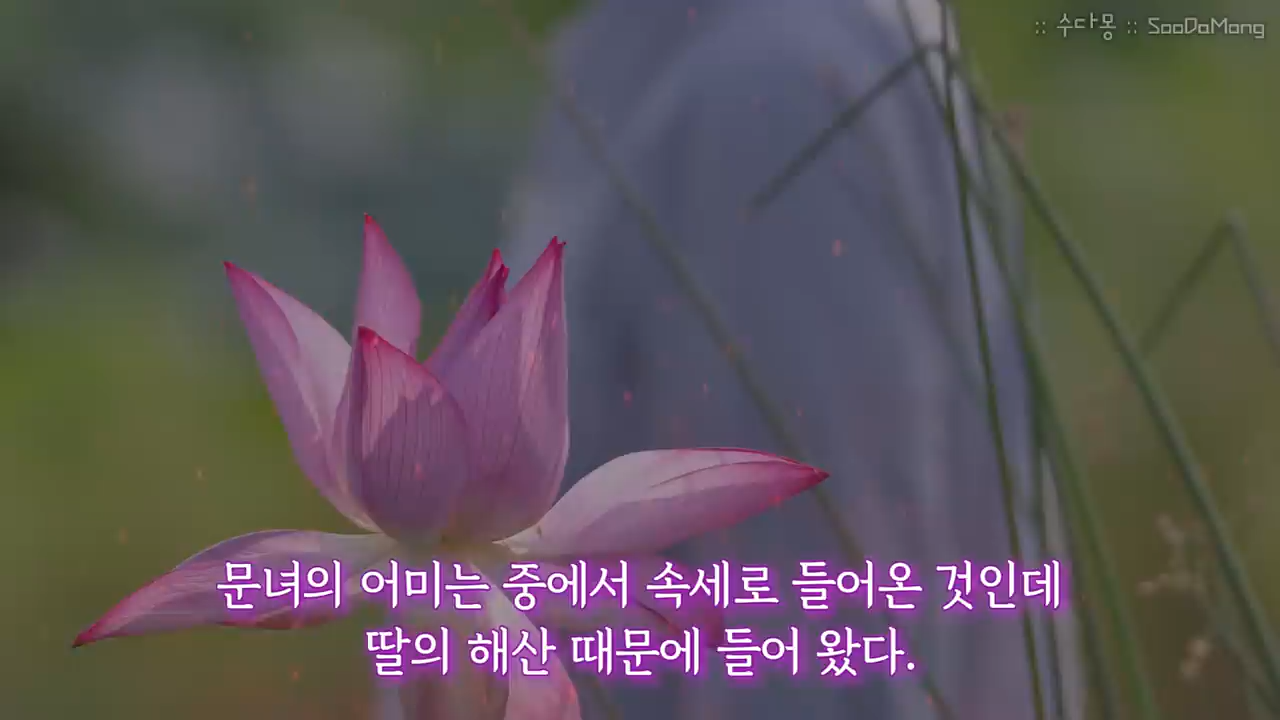 :: 수다몽 :: SooDaMong
문녀의 어미는 중에서 속세로 들어온 것인데
딸의 해산 때문에 들어 왔다.